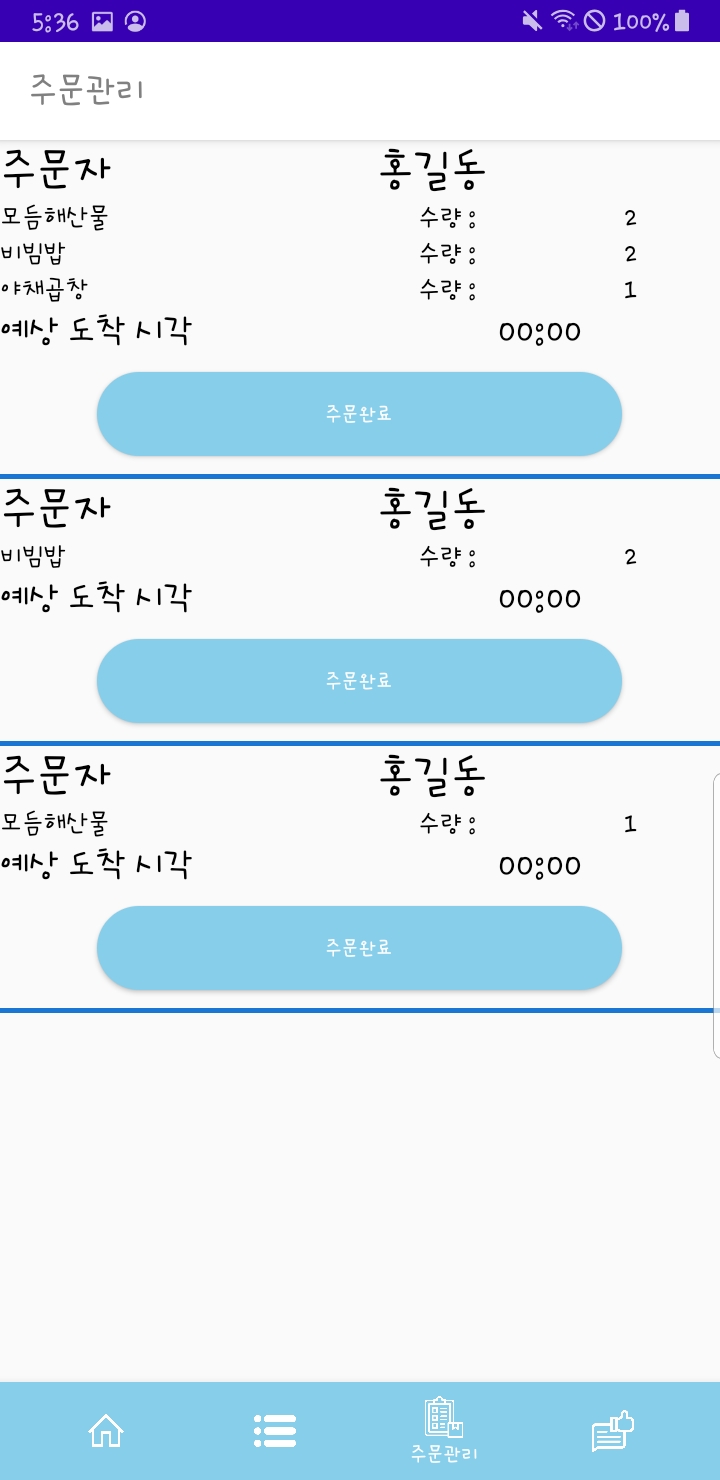 5:36 100%
주문관리
주문자 홍길동
모듬해산물 수량 : 2
비빔밥 수량 : 2
야채곱창 수량 : 1
예상 도착 시각 00:00
주문완료
주문자 홍길동
비빔밥 수량 : 2
예상 도착 시각 00:00
주문완료
주문자 홍길동
모듬해산물 수량 : 1
예상 도착 시각 00:00
주문완료
주문관리